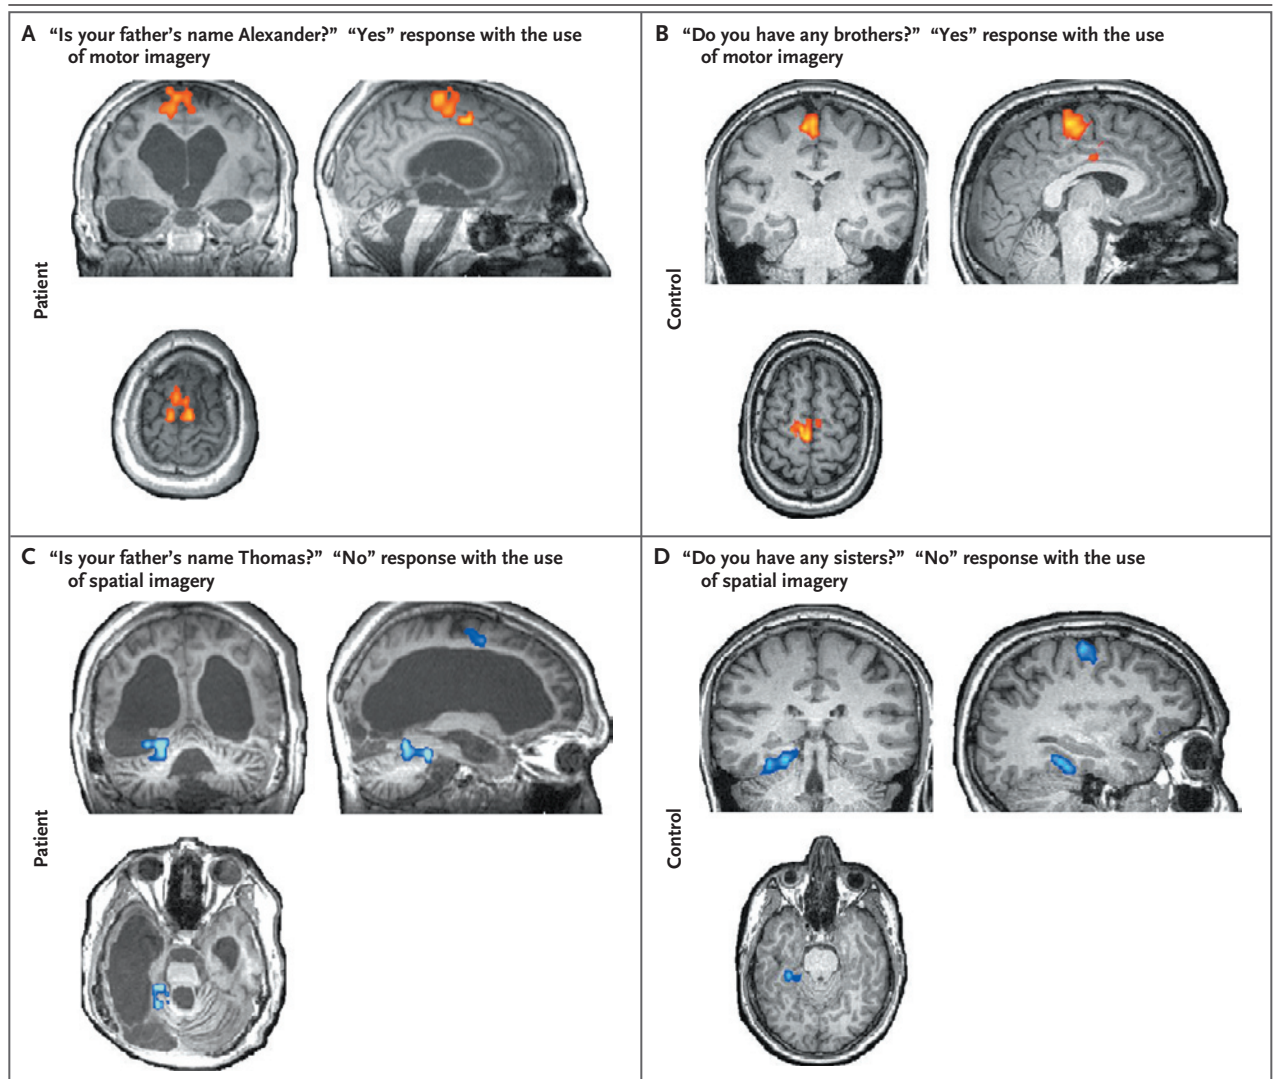 A "Is your father's name Alexander?" "Yes" response with the use
of motor imagery
Patient
B "Do you have any brothers?" "Yes" response with the use
of motor imagery
Control
C "Is your father's name Thomas?" "No" response with the use
of spatial imagery
Patient
D "Do you have any sisters?" "No" response with the use
of spatial imagery
Control